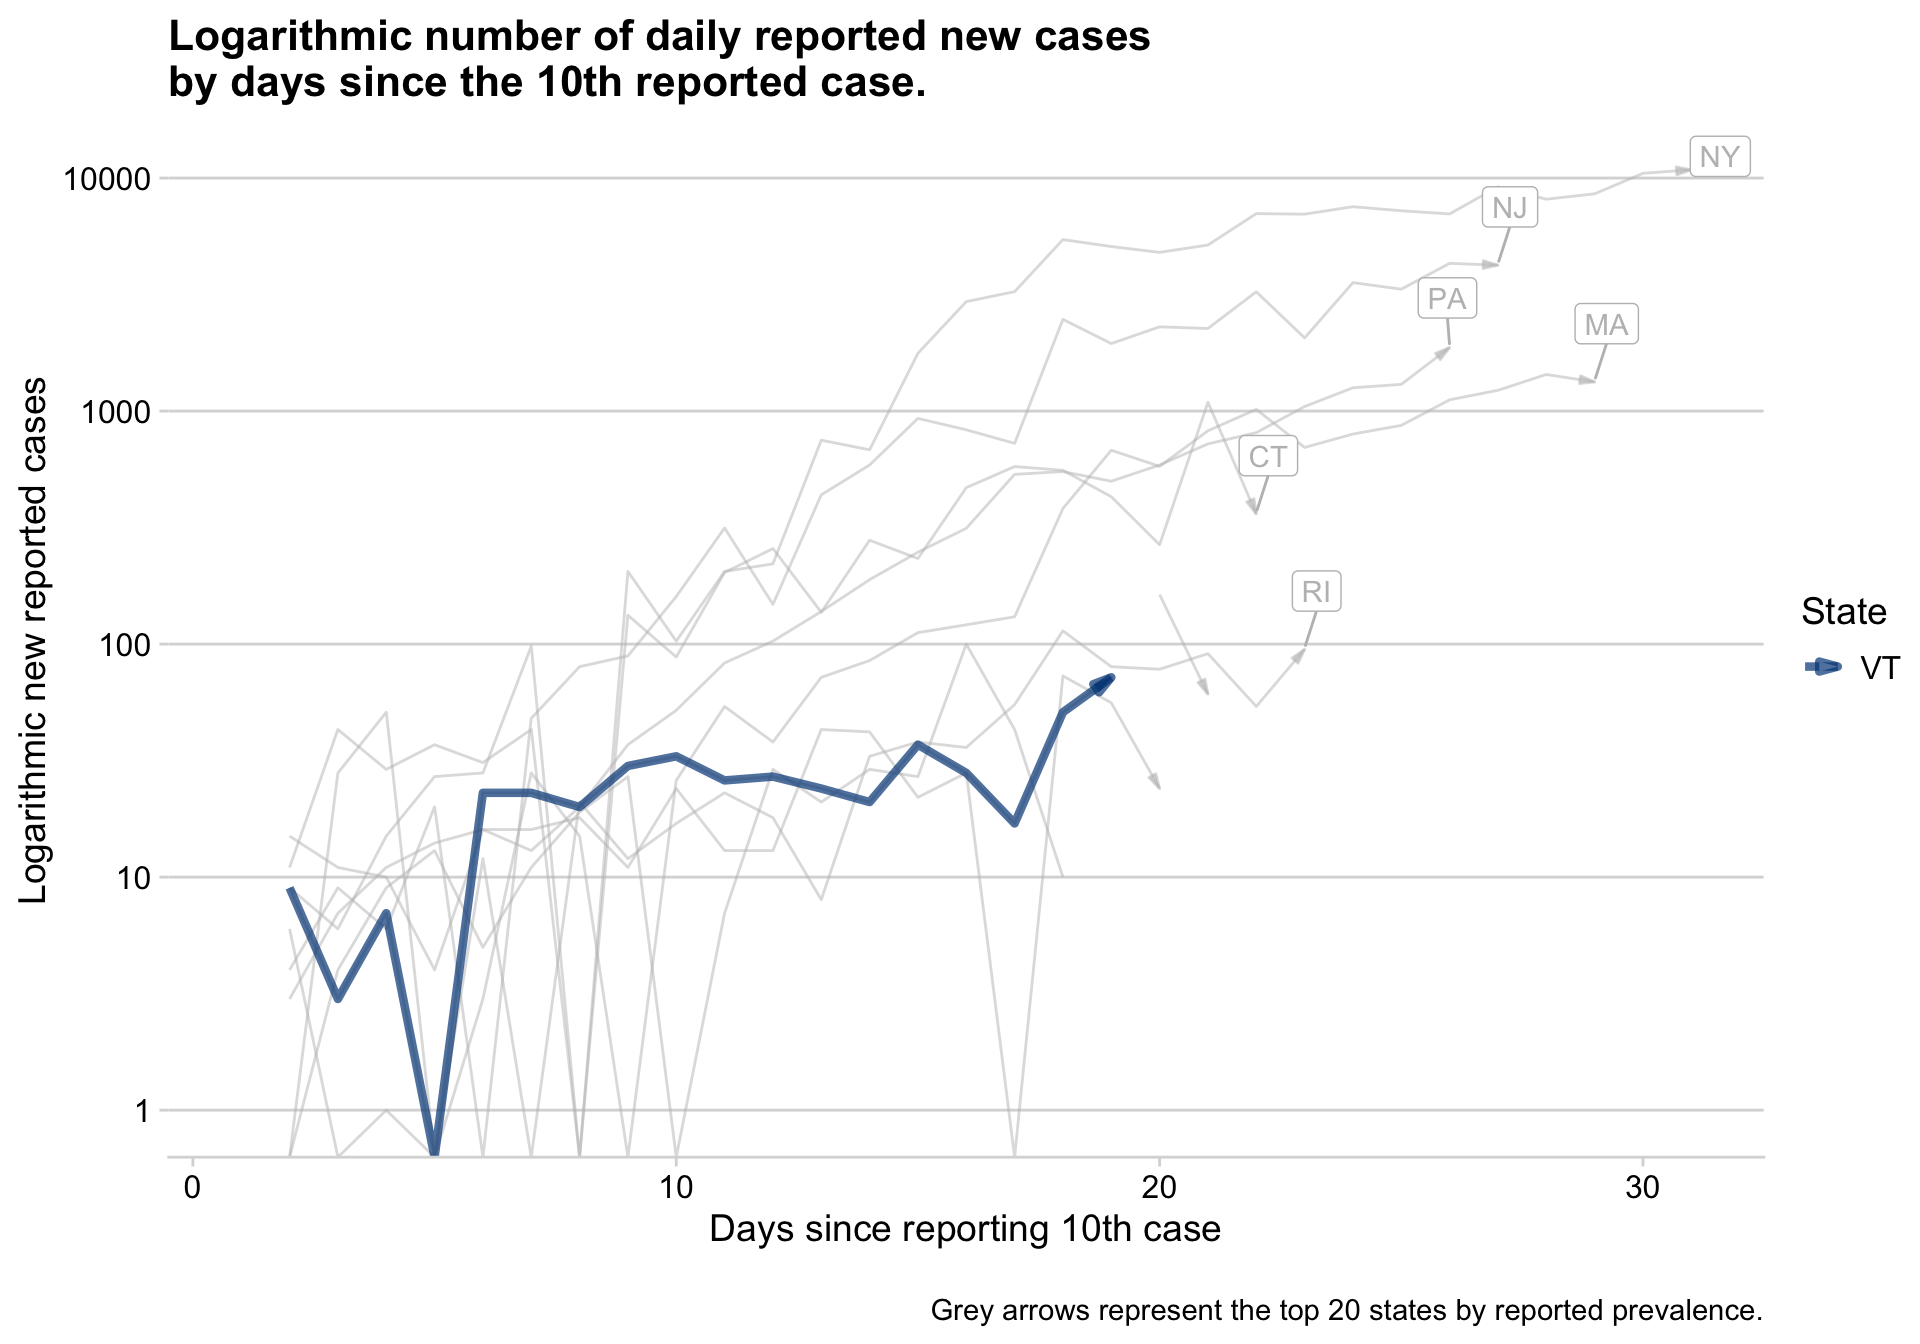 Logarithmic number of daily reported new cases
by days since the 10th reported case.
Logarithmic new reported cases
10000
1000
100
10
1
NY
NJ
PA
MA
CT
RI
State
VT
0
10
20
30
Days since reporting 10th case
Grey arrows represent the top 20 states by reported prevalence.